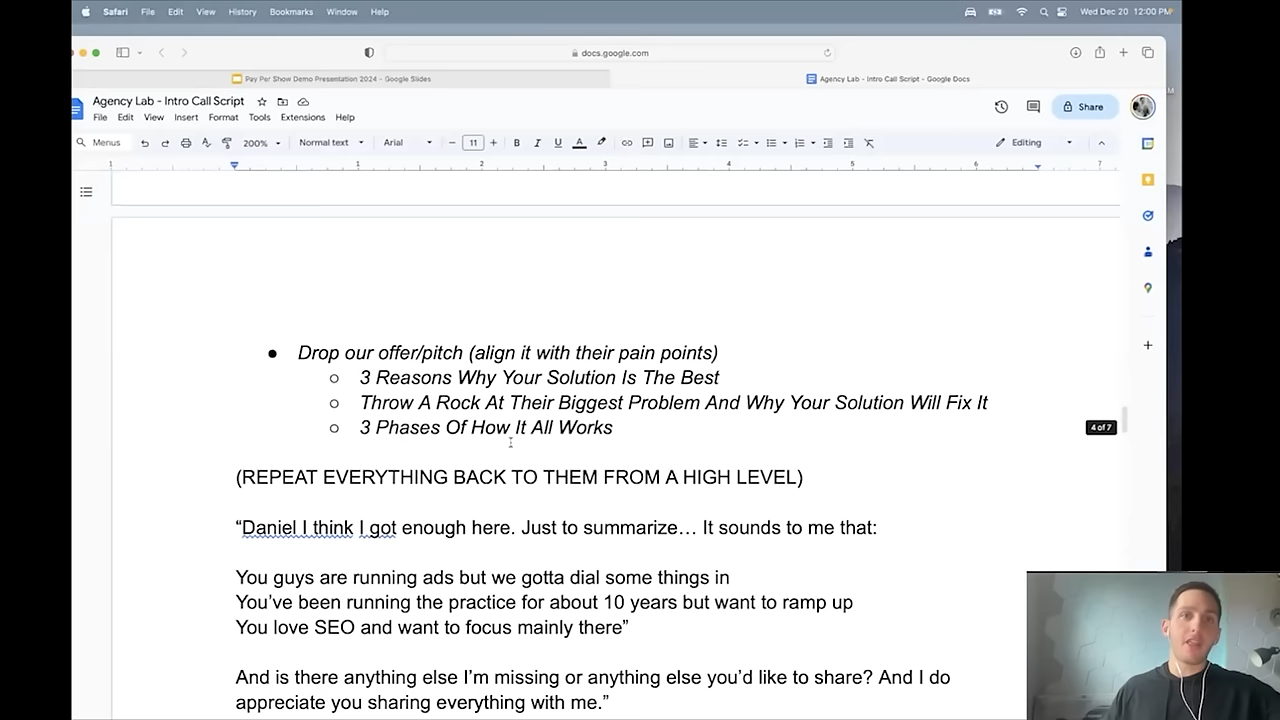 Safari File Edit View History Bookmarks Window Help Wed Dec 20 12:00 PM
docs.google.com
Pay Per Show Demo Presentation 2024 - Google Slides Agency Lab - Intro Call Script - Google Docs
Agency Lab - Intro Call Script
File Edit View Insert Format Tools Extensions Help
Share
Menus 200% Normal text Arial 11 B I U A Editing
1 1 2 3 4 5 6 7
● Drop our offer/pitch (align it with their pain points)
○ 3 Reasons Why Your Solution Is The Best
○ Throw A Rock At Their Biggest Problem And Why Your Solution Will Fix It
○ 3 Phases Of How It All Works
4 of 7
(REPEAT EVERYTHING BACK TO THEM FROM A HIGH LEVEL)
“Daniel I think I got enough here. Just to summarize… It sounds to me that:
You guys are running ads but we gotta dial some things in
You’ve been running the practice for about 10 years but want to ramp up
You love SEO and want to focus mainly there”
And is there anything else I’m missing or anything else you’d like to share? And I do
appreciate you sharing everything with me.”